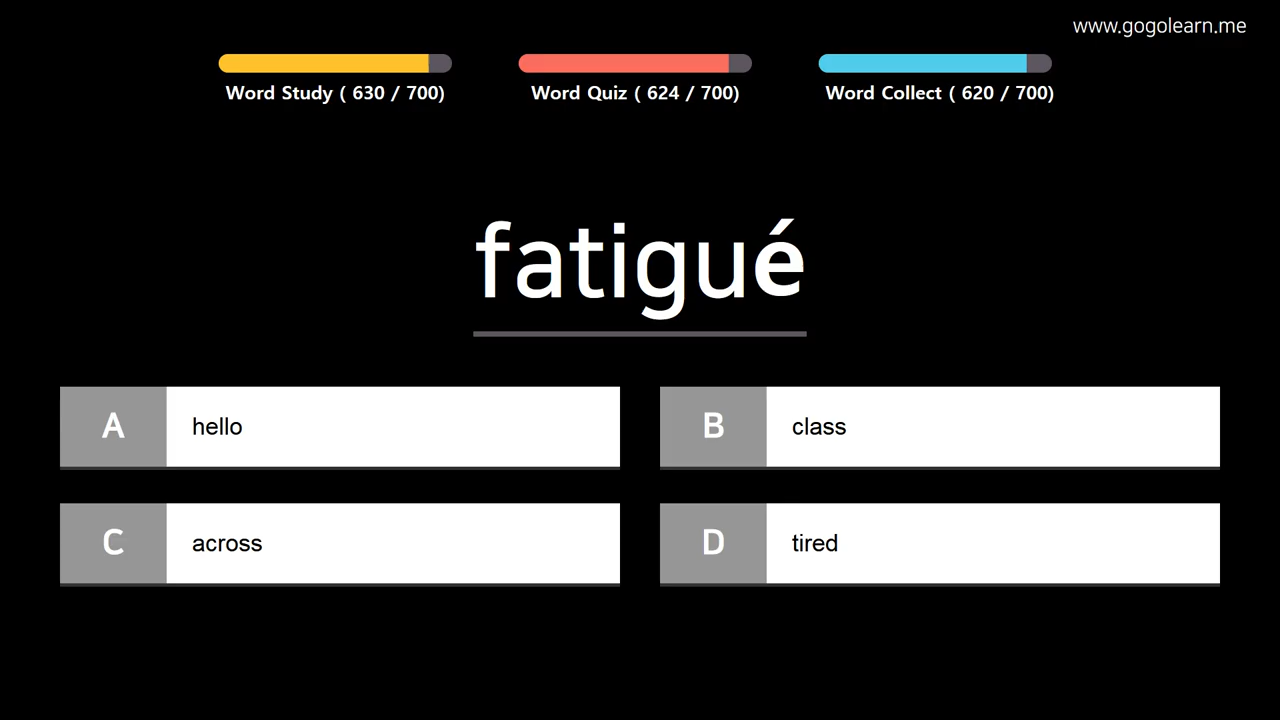 www.gogolearn.me
Word Study ( 630 / 700)
Word Quiz ( 624 / 700)
Word Collect ( 620 / 700)
fatigué
A
hello
B
class
C
across
D
tired